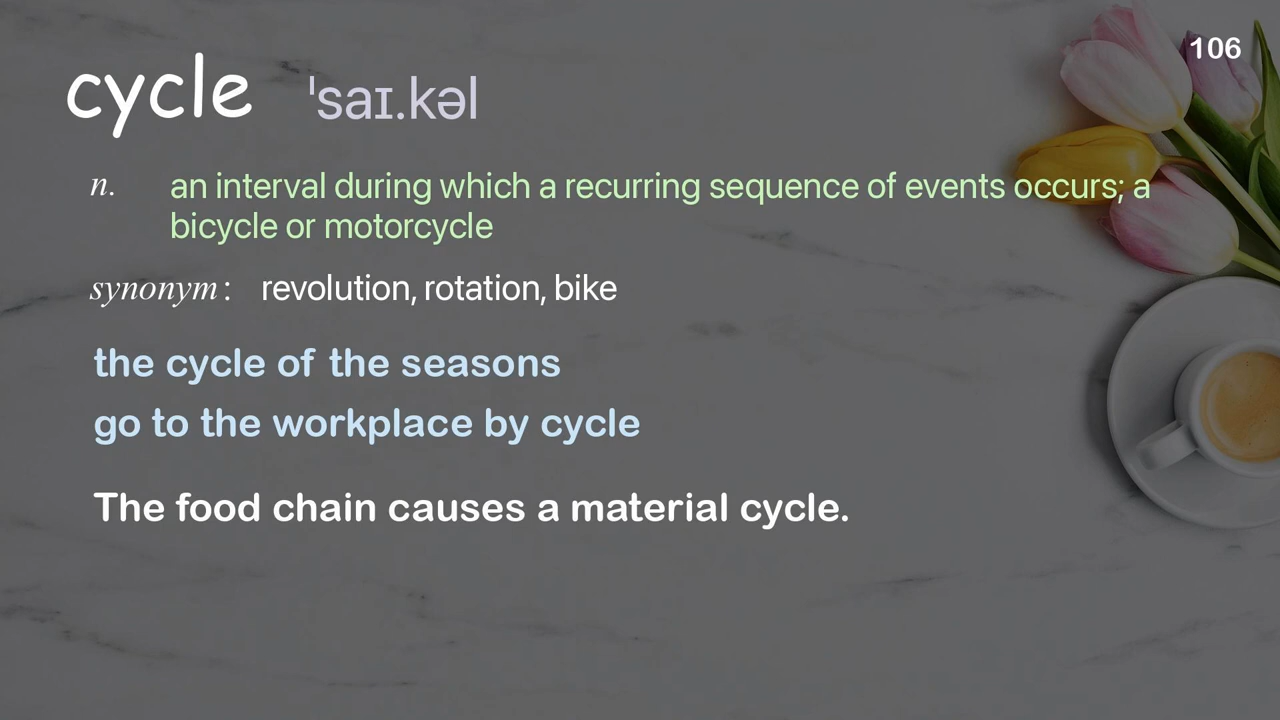 106
cycle ˈsaɪ.kəl
n. an interval during which a recurring sequence of events occurs; a
bicycle or motorcycle
synonym: revolution, rotation, bike
the cycle of the seasons
go to the workplace by cycle
The food chain causes a material cycle.